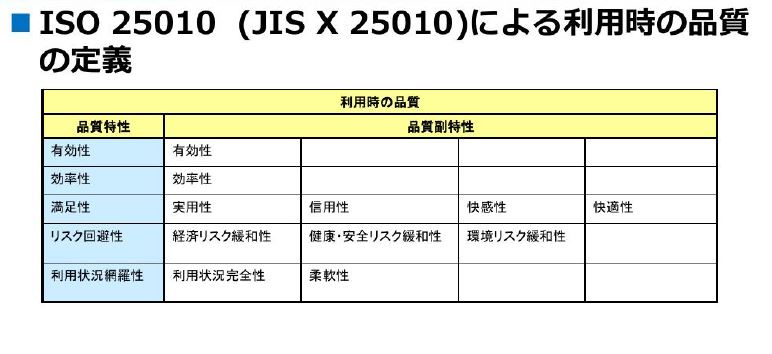 ■ ISO 25010 (JIS X 25010)による利用時の品質
の定義
利用時の品質
品質特性 品質副特性
有効性 有効性
効率性 効率性
満足性 実用性 信用性 快感性 快適性
リスク回避性 経済リスク緩和性 健康・安全リスク緩和性 環境リスク緩和性
利用状況網羅性 利用状況完全性 柔軟性